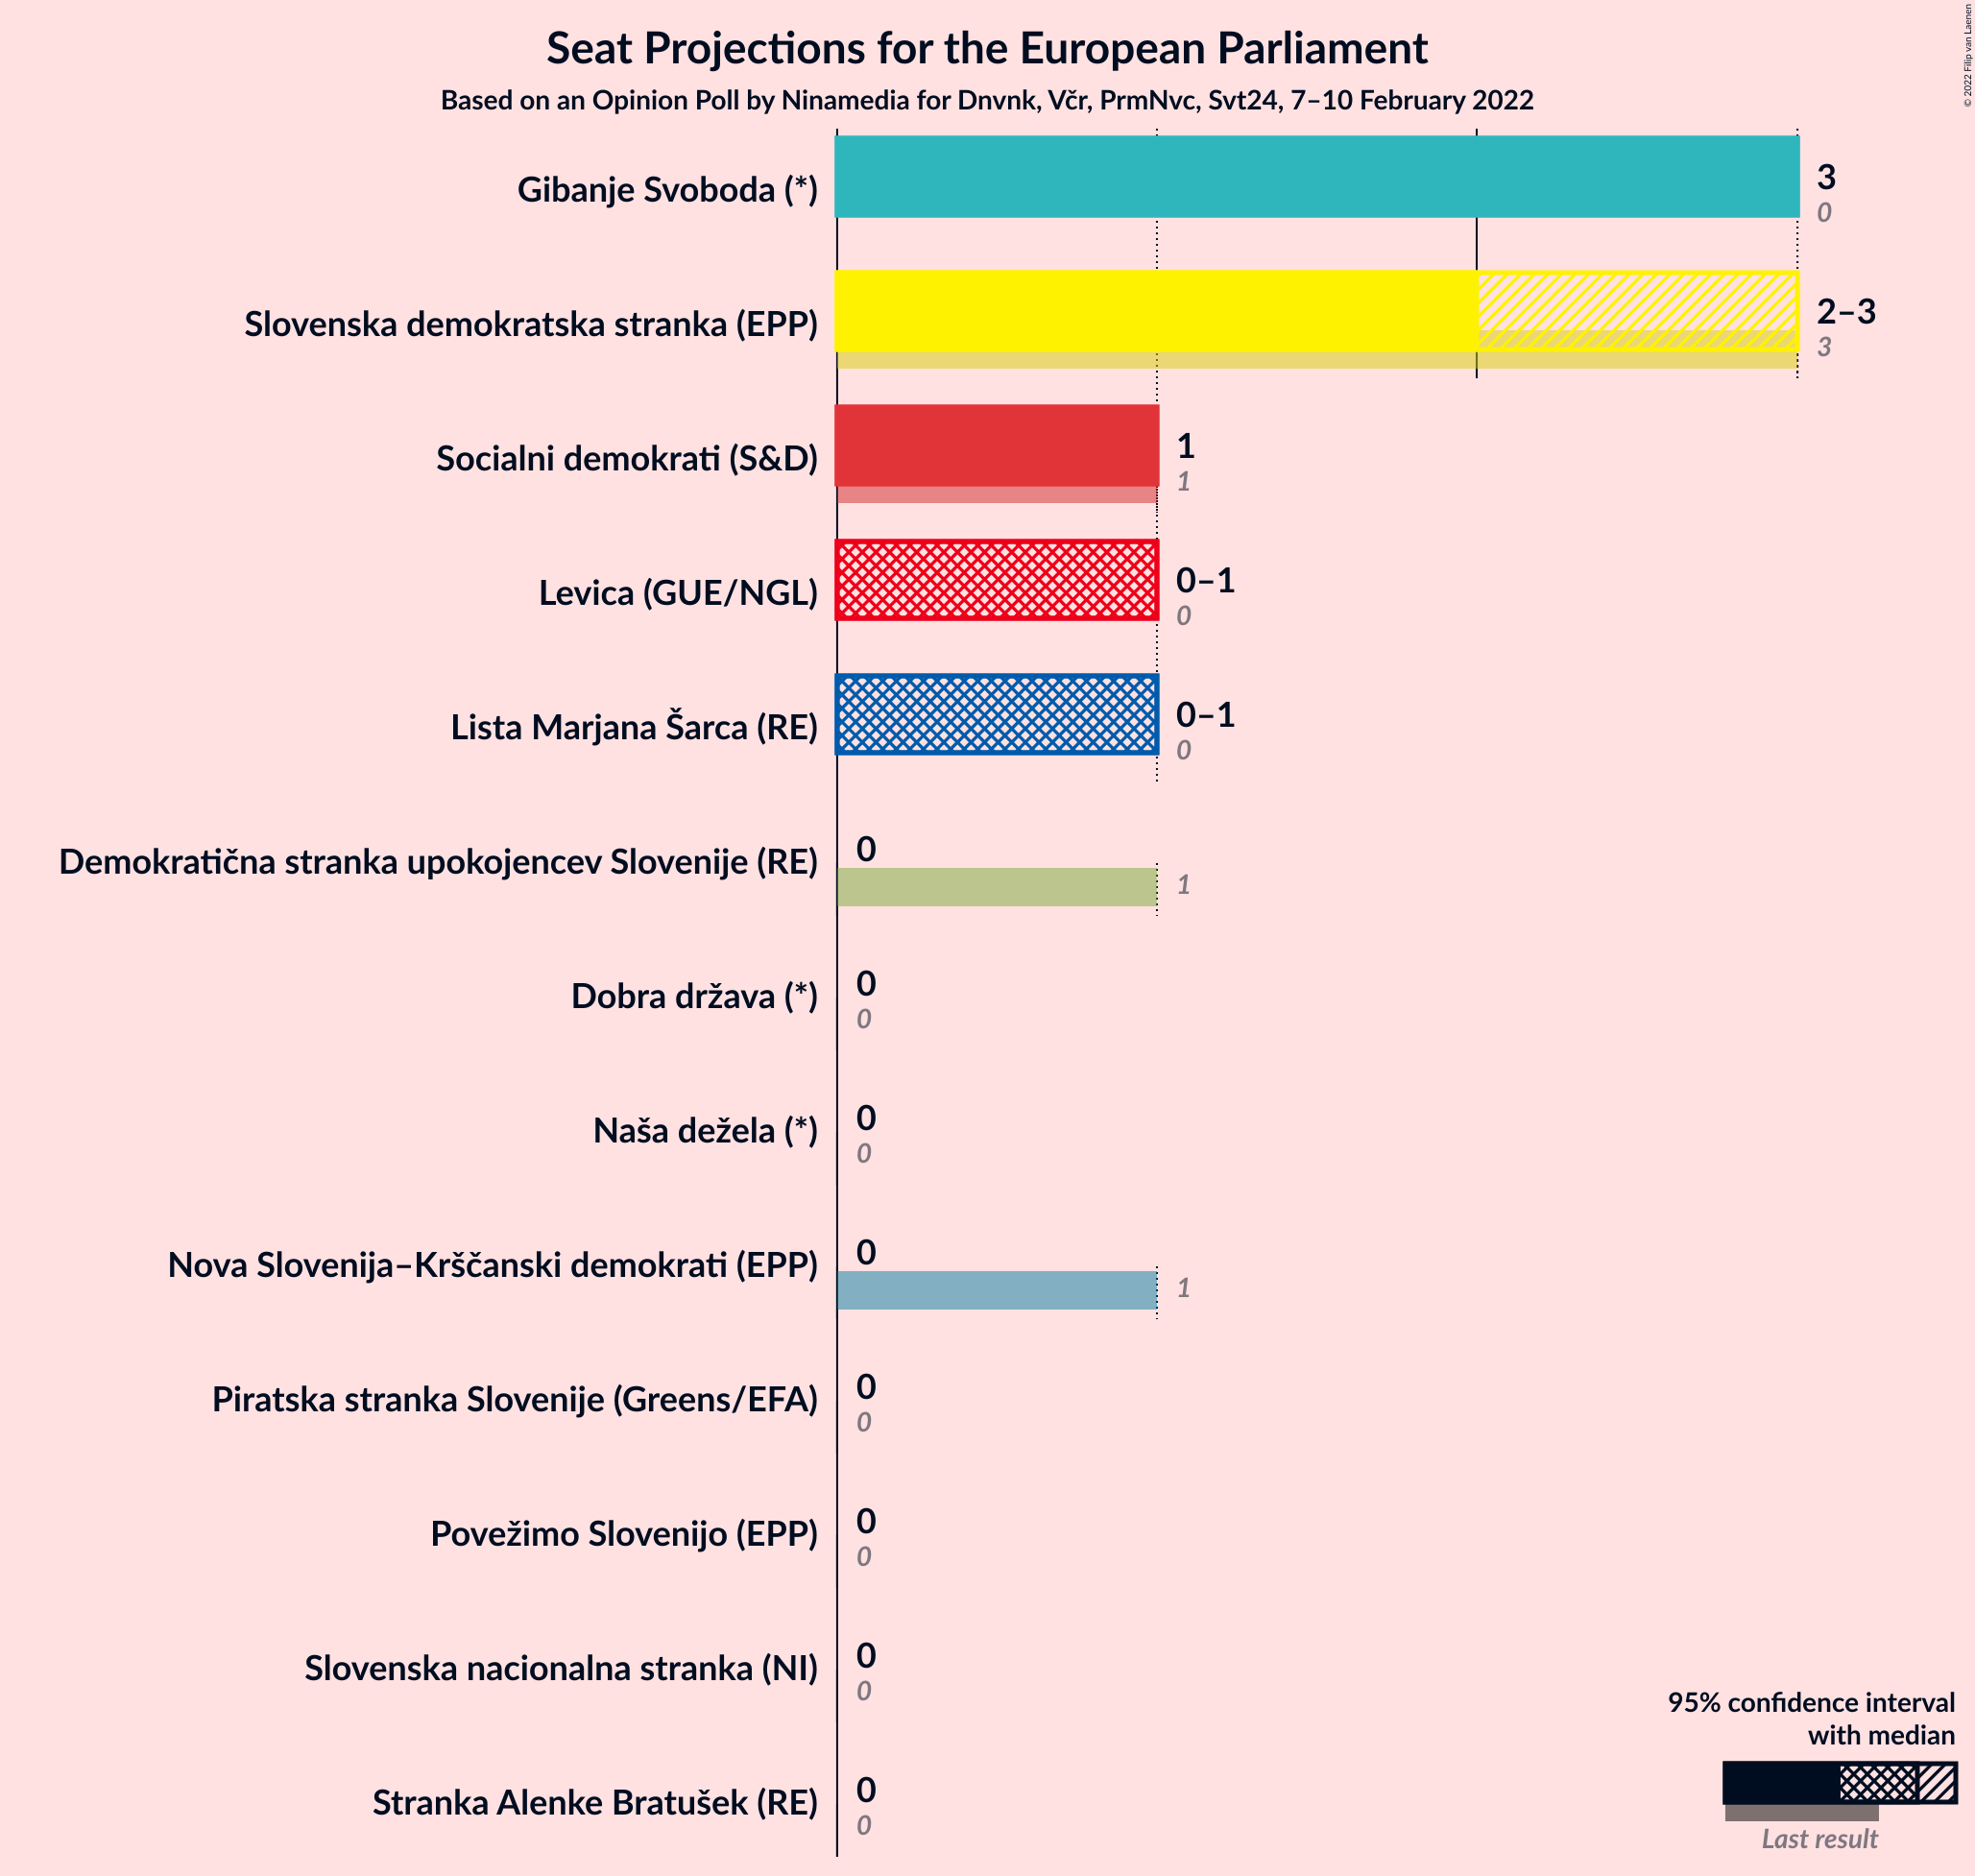 Seat Projections for the European Parliament
Based on an Opinion Poll by Ninamedia for Dnvnk, Včr, PrmNvc, Svt24, 7–10 February 2022
© 2022 Filip van Laenen
Gibanje Svoboda (*)
3
0
Slovenska demokratska stranka (EPP)
2–3
3
Socialni demokrati (S&D)
1
1
Levica (GUE/NGL)
0–1
0
Lista Marjana Šarca (RE)
0–1
0
Demokratična stranka upokojencev Slovenije (RE)
0
1
Dobra država (*)
0
0
Naša dežela (*)
0
0
Nova Slovenija–Krščanski demokrati (EPP)
0
1
Piratska stranka Slovenije (Greens/EFA)
0
0
Povežimo Slovenijo (EPP)
0
0
Slovenska nacionalna stranka (NI)
0
0
Stranka Alenke Bratušek (RE)
0
0
95% confidence interval
with median
Last result